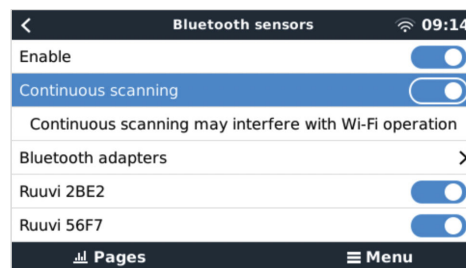 Bluetooth sensors 09:14
Enable
Continuous scanning
Continuous scanning may interfere with Wi-Fi operation
Bluetooth adapters
Ruuvi 2BE2
Ruuvi 56F7
Pages Menu